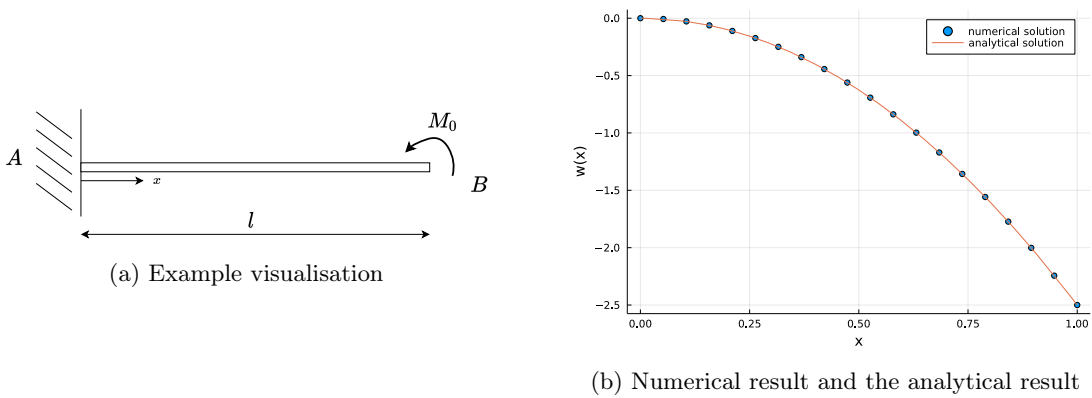 M₀
A
x
B
l
(a) Example visualisation
numerical solution
analytical solution
0.0
−0.5
−1.0
−1.5
−2.0
−2.5
w(x)
0.00 0.25 0.50 0.75 1.00
x
(b) Numerical result and the analytical result